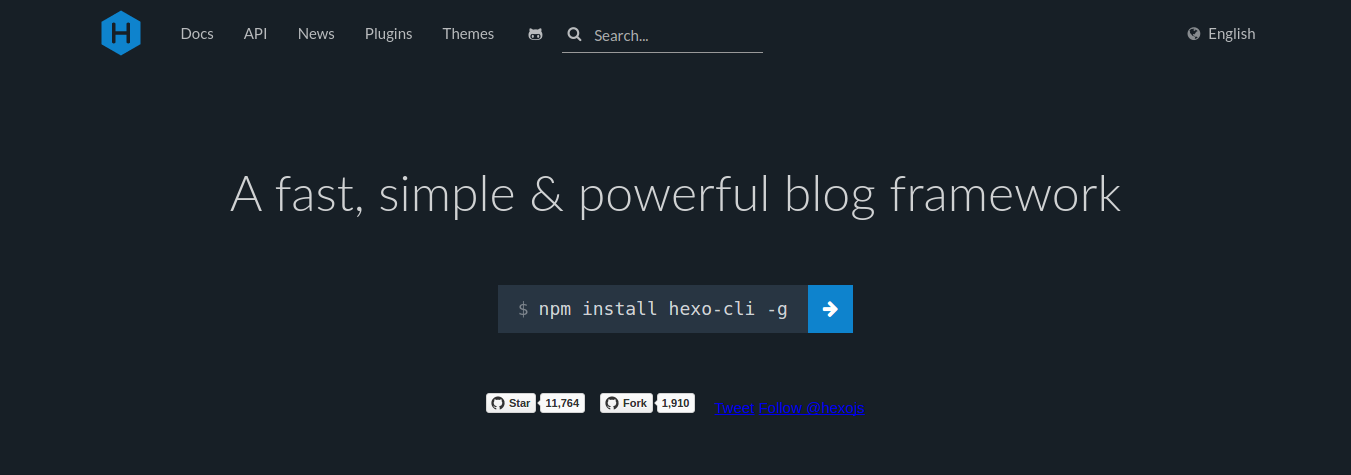 H Docs API News Plugins Themes Search... English
A fast, simple & powerful blog framework
$ npm install hexo-cli -g
Star 11,764 Fork 1,910 Tweet Follow @hexojs